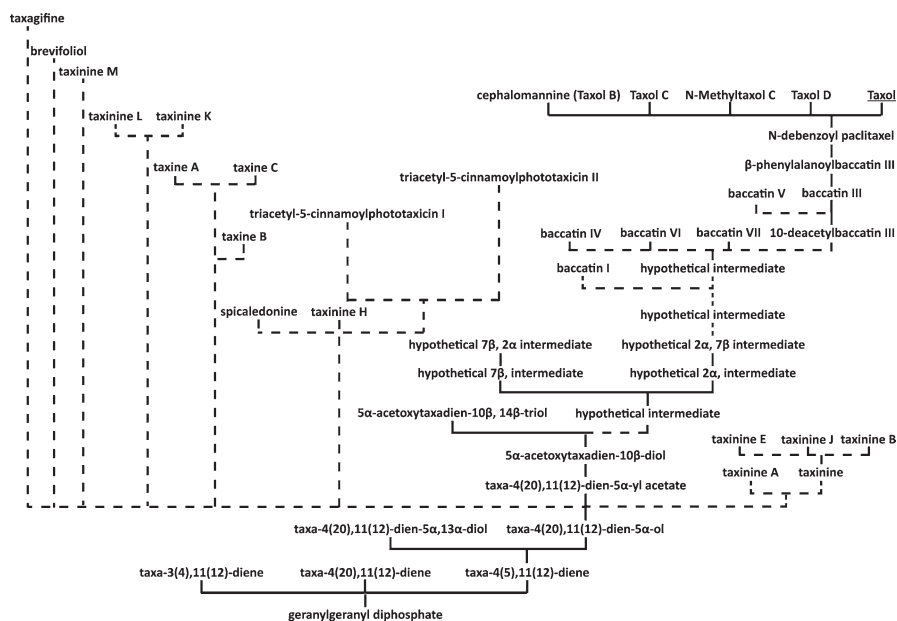 taxagifine
brevifoliol
taxinine M
cephalomannine (Taxol B) Taxol C N-Methyltaxol C Taxol D Taxol
taxinine L taxinine K
N-debenzoyl paclitaxel
β-phenylalanoylbaccatin III
taxine A taxine C
triacetyl-5-cinnamoylphototaxicin II
baccatin V baccatin III
triacetyl-5-cinnamoylphototaxicin I
taxine B
baccatin IV baccatin VI baccatin VII 10-deacetylbaccatin III
baccatin I hypothetical intermediate
spicaledonine taxinine H
hypothetical intermediate
hypothetical 7β, 2α intermediate hypothetical 2α, 7β intermediate
hypothetical 7β, intermediate hypothetical 2α, intermediate
5α-acetoxytaxadien-10β, 14β-triol hypothetical intermediate
taxinine E taxinine J taxinine B
5α-acetoxytaxadien-10β-diol
taxinine A taxinine
taxa-4(20),11(12)-dien-5α-yl acetate
taxa-4(20),11(12)-dien-5α,13α-diol taxa-4(20),11(12)-dien-5α-ol
taxa-3(4),11(12)-diene taxa-4(20),11(12)-diene taxa-4(5),11(12)-diene
geranylgeranyl diphosphate